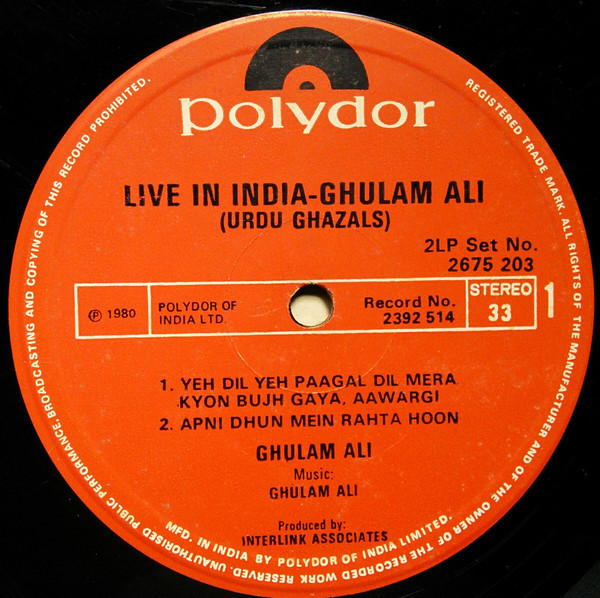 polydor
LIVE IN INDIA-GHULAM ALI
(URDU GHAZALS)
2LP Set No.
2675 203
℗ 1980
POLYDOR OF
INDIA LTD.
Record No.
2392 514
STEREO
33
1
1. YEH DIL YEH PAAGAL DIL MERA
KYON BUJH GAYA, AAWARGI
2. APNI DHUN MEIN RAHTA HOON
GHULAM ALI
Music:
GHULAM ALI
Produced by:
INTERLINK ASSOCIATES
MFD. IN INDIA BY POLYDOR OF INDIA LIMITED.
REGISTERED TRADE MARK. ALL RIGHTS OF THE MANUFACTURER AND OF THE OWNER OF THE RECORDED WORK RESERVED. UNAUTHORISED PUBLIC PERFORMANCE, BROADCASTING AND COPYING OF THIS RECORD PROHIBITED.